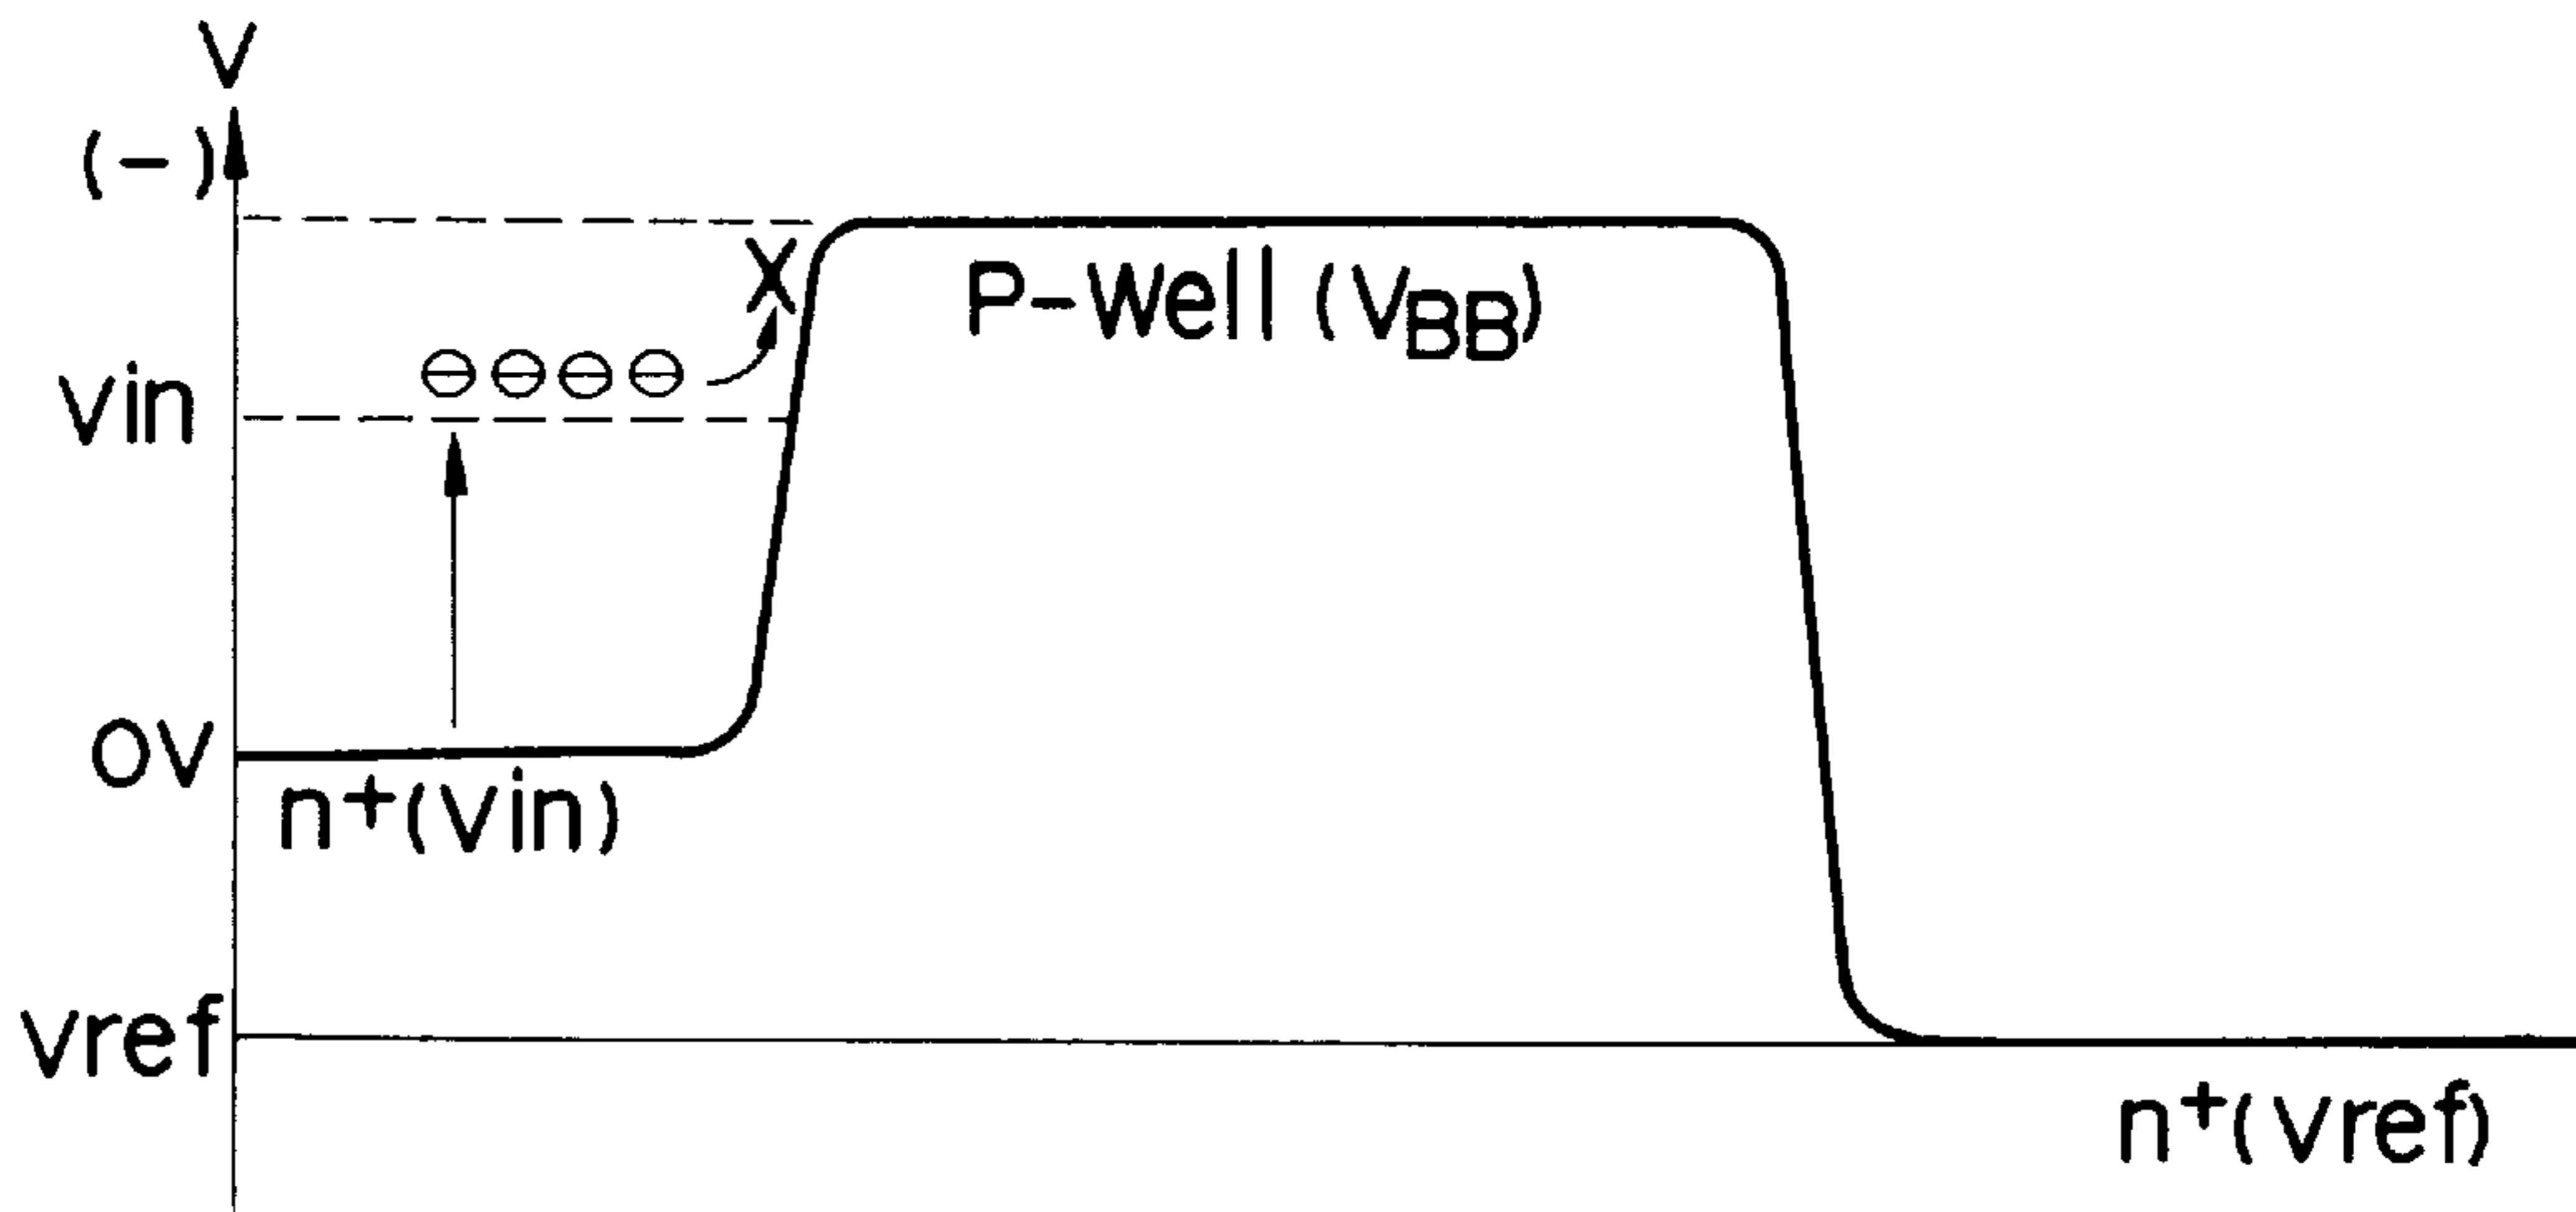 V
(-)
X
P-Well (VBB)
Vin
0V
n+(Vin)
Vref
n+(Vref)